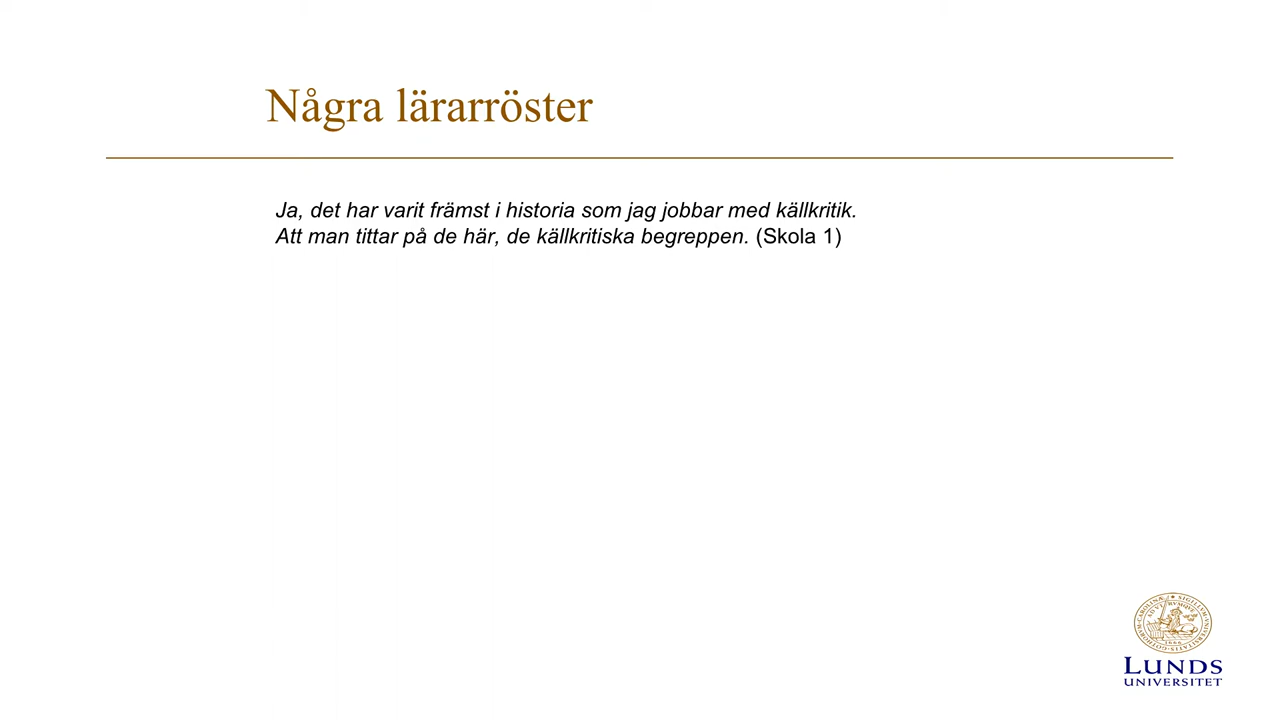 Några lärarröster
Ja, det har varit främst i historia som jag jobbar med källkritik.
Att man tittar på de här, de källkritiska begreppen. (Skola 1)
LUNDS
UNIVERSITET